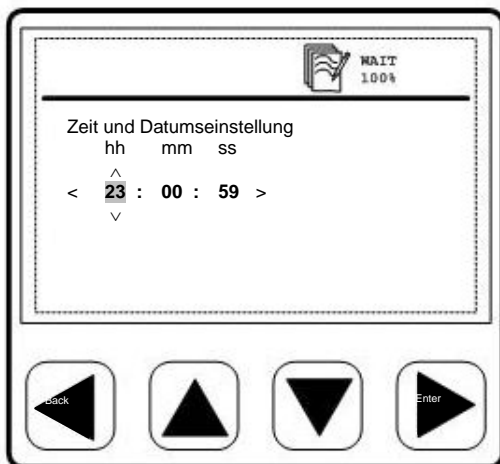 WAIT
100%
Zeit und Datumseinstellung
hh mm ss
^
< 23 : 00 : 59 >
v
Back Enter